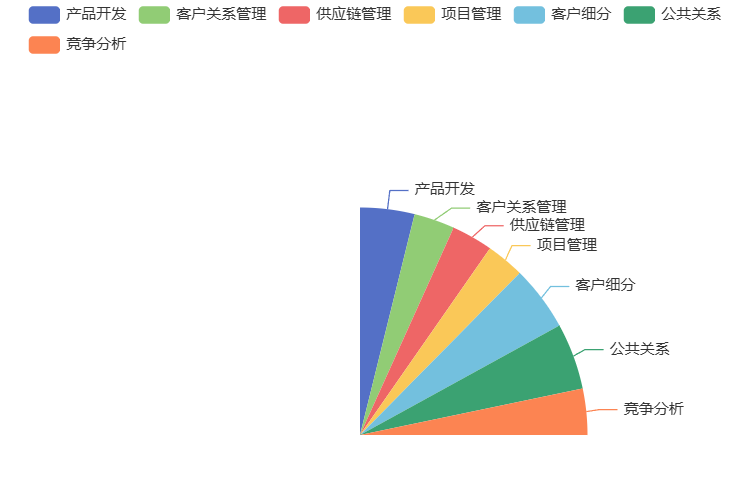 产品开发 客户关系管理 供应链管理 项目管理 客户细分 公共关系
竞争分析
产品开发
客户关系管理
供应链管理
项目管理
客户细分
公共关系
竞争分析